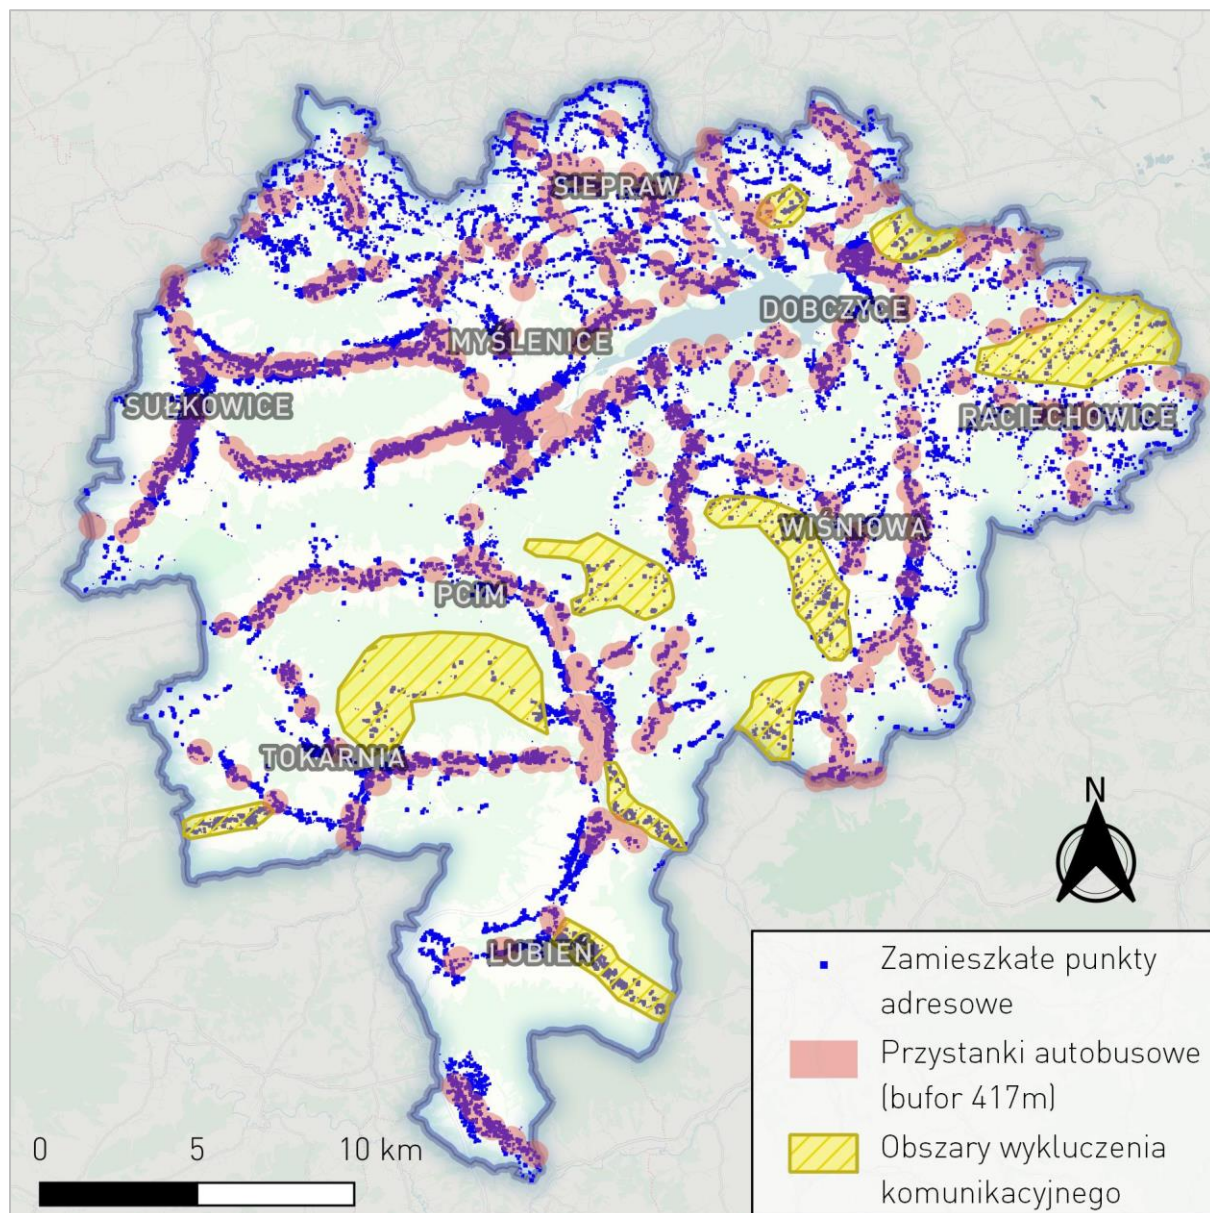 SIEPRAW
DOBCZYCE
MYŚLENICE
SUŁKOWICE
RACIECHOWICE
WIŚNIOWA
PCIM
TOKARNIA
N
LUBIEŃ
Zamieszkałe punkty
adresowe
Przystanki autobusowe
(bufor 417m)
Obszary wykluczenia
komunikacyjnego
0 5 10 km